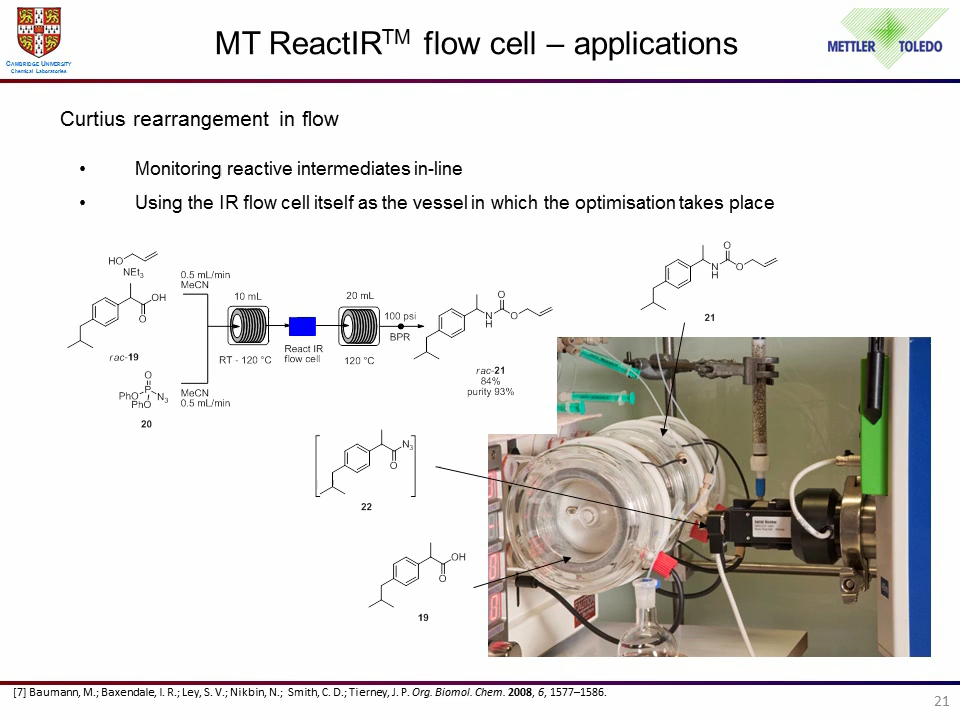 CAMBRIDGE UNIVERSITY
Chemical Laboratories
MT ReactIR™ flow cell – applications
METTLER TOLEDO
Curtius rearrangement in flow
• Monitoring reactive intermediates in-line
• Using the IR flow cell itself as the vessel in which the optimisation takes place
HO
NEt3
OH
O
rac-19
O
PhO P N3
PhO
20
0.5 mL/min
MeCN
MeCN
0.5 mL/min
10 mL
RT - 120 °C
React IR
flow cell
20 mL
120 °C
100 psi
BPR
O
N O
H
rac-21
84%
purity 93%
O
N O
H
21
N3
O
22
OH
O
19
[7] Baumann, M.; Baxendale, I. R.; Ley, S. V.; Nikbin, N.; Smith, C. D.; Tierney, J. P. Org. Biomol. Chem. 2008, 6, 1577–1586.
21